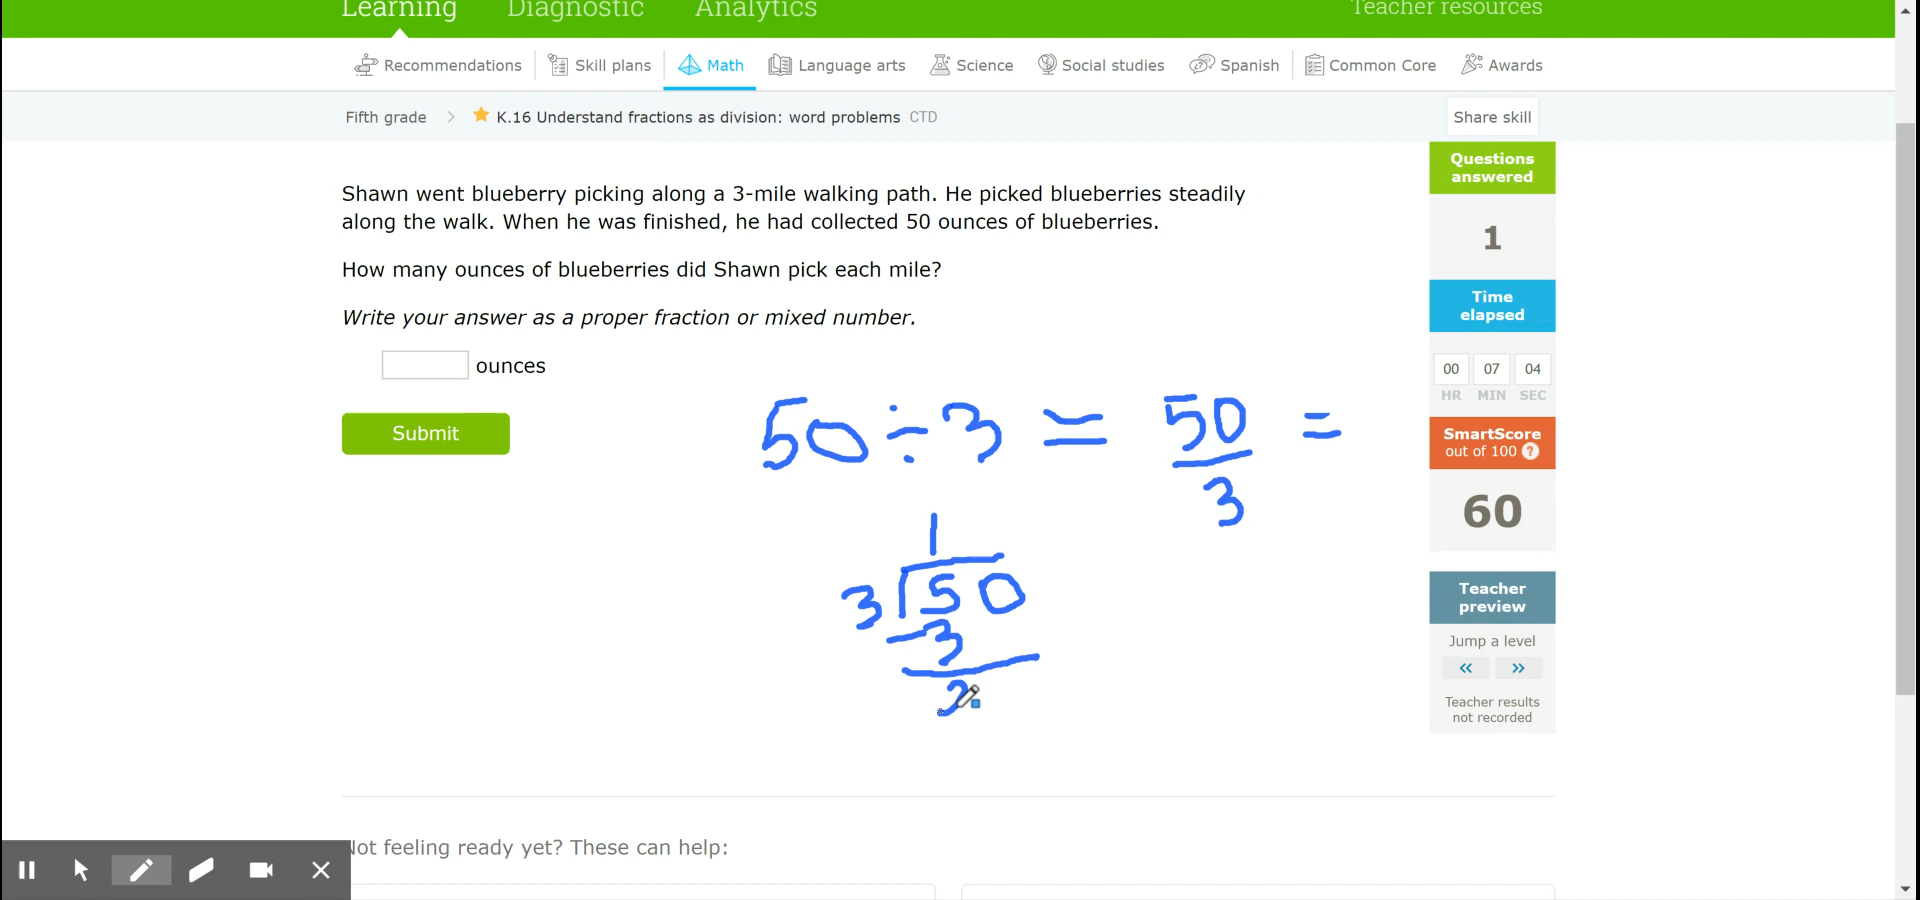 Learning Diagnostic Analytics Teacher resources
Recommendations Skill plans Math Language arts Science Social studies Spanish Common Core Awards
Fifth grade > K.16 Understand fractions as division: word problems CTD
Share skill
Shawn went blueberry picking along a 3-mile walking path. He picked blueberries steadily
along the walk. When he was finished, he had collected 50 ounces of blueberries.
How many ounces of blueberries did Shawn pick each mile?
Write your answer as a proper fraction or mixed number.
ounces
Submit
50 ÷ 3 = 50/3 =
1
3 50
- 3
2
Questions
answered
1
Time
elapsed
00 07 04
HR MIN SEC
SmartScore
out of 100 ?
60
Teacher
preview
Jump a level
« »
Teacher results
not recorded
Not feeling ready yet? These can help: